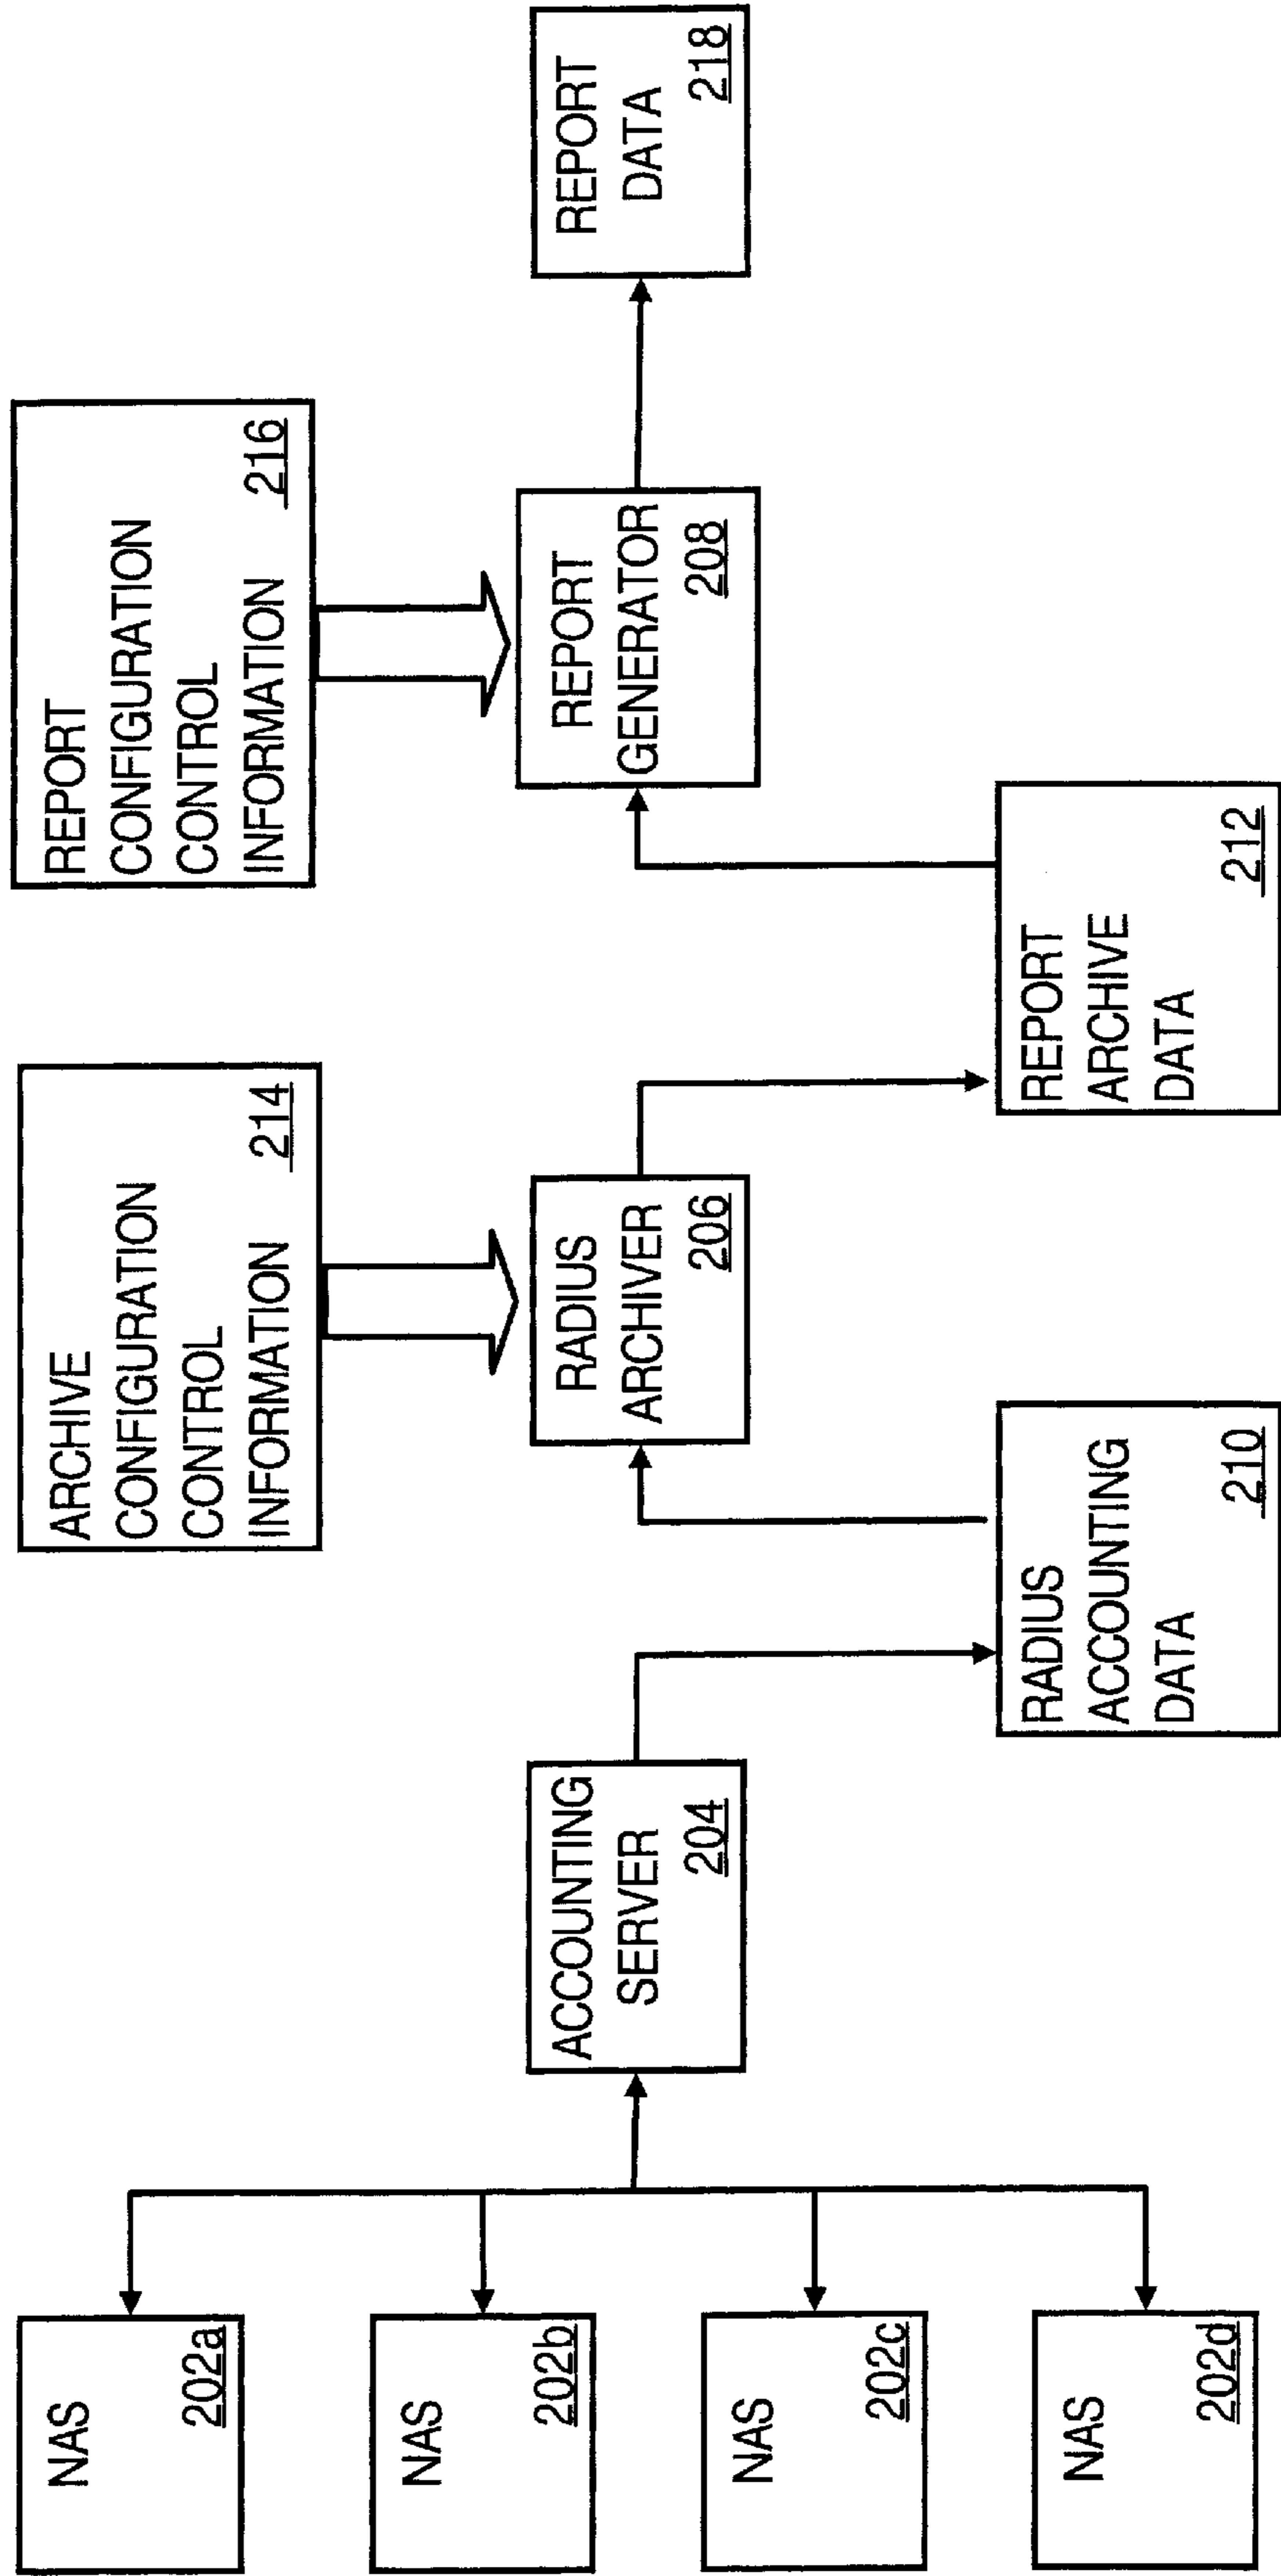 NAS
202a
NAS
202b
NAS
202c
NAS
202d
ACCOUNTING
SERVER
204
RADIUS
ACCOUNTING
DATA
210
ARCHIVE
CONFIGURATION
CONTROL
INFORMATION
214
RADIUS
ARCHIVER
206
REPORT
ARCHIVE
DATA
212
REPORT
CONFIGURATION
CONTROL
INFORMATION
216
REPORT
GENERATOR
208
REPORT
DATA
218